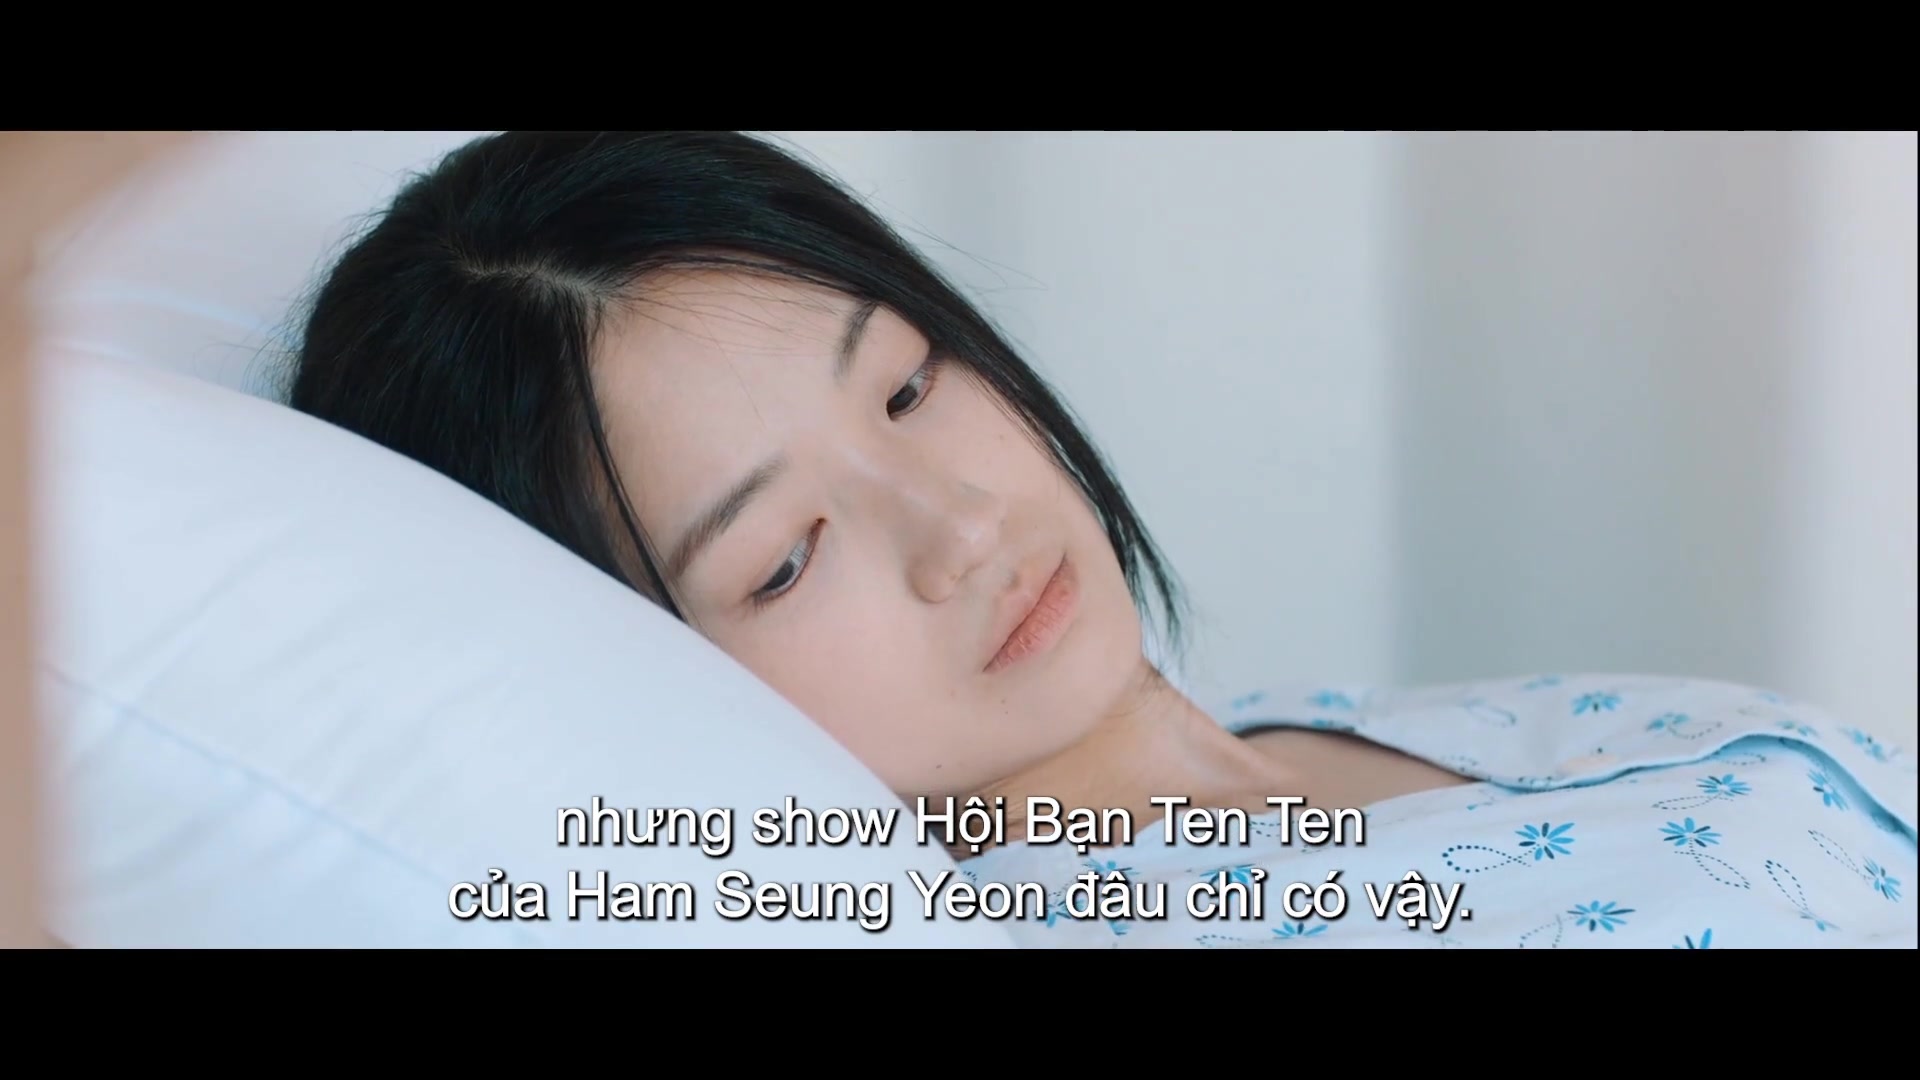 nhưng show Hội Bạn Ten Ten
của Ham Seung Yeon đâu chỉ có vậy.